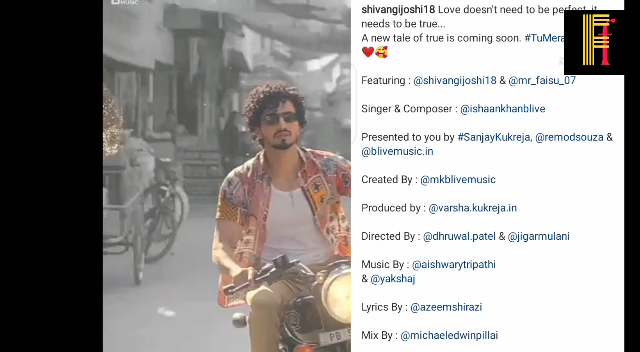 MUSIC
shivangijoshi18 Love doesn't need to be perfect, it
needs to be true...
A new tale of true is coming soon. #TuMera
Featuring : @shivangijoshi18 & @mr_faisu_07
Singer & Composer : @ishaankhanblive
Presented to you by #SanjayKukreja, @remodsouza &
@blivemusic.in
Created By : @mkblivemusic
Produced by : @varsha.kukreja.in
Directed By : @dhruwal.patel & @jigarmulani
Music By : @aishwarytripathi
& @yakshaj
Lyrics By : @azeemshirazi
Mix By : @michaeledwinpillai
PB